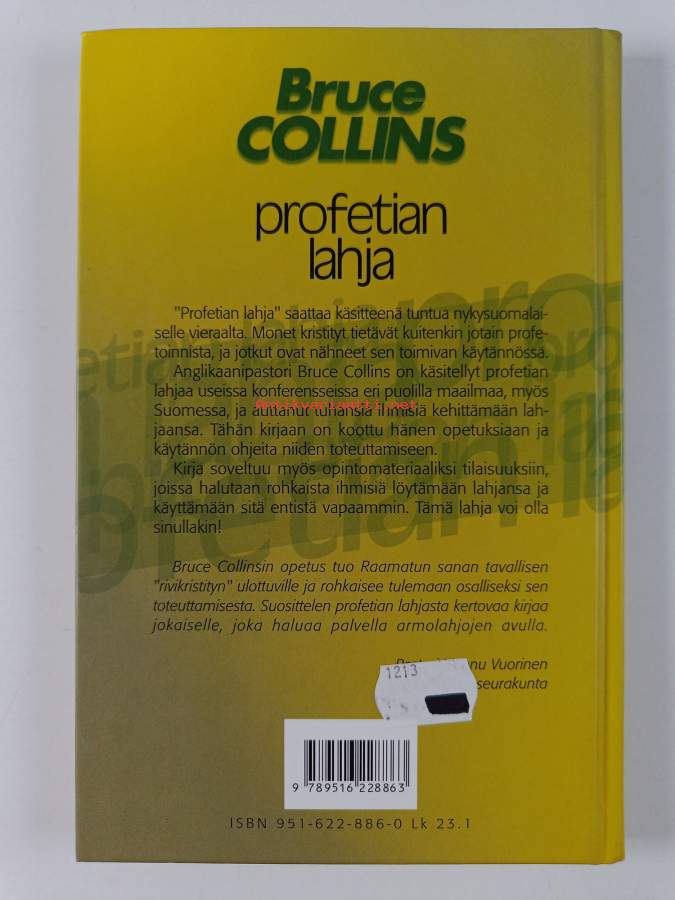 Bruce
COLLINS
profetian
lahja
"Profetian lahja" saattaa käsitteenä tuntua nykysuomalai-
selle vieraalta. Monet kristityt tietävät kuitenkin jotain profe-
toinnista, ja jotkut ovat nähneet sen toimivan käytännössä.
Anglikaanipastori Bruce Collins on käsitellyt profetian
lahjaa useissa konferensseissa eri puolilla maailmaa, myös
Suomessa, ja auttanut tuhansia ihmisiä kehittämään lah-
Antikvariaatti.net
jaansa. Tähän kirjaan on koottu hänen opetuksiaan ja
käytännön ohjeita niiden toteuttamiseen.
Kirja soveltuu myös opintomateriaaliksi tilaisuuksiin,
joissa halutaan rohkaista ihmisiä löytämään lahjansa ja
käyttämään sitä entistä vapaammin. Tämä lahja voi olla
sinullakin!
Bruce Collinsin opetus tuo Raamatun sanan tavallisen
"rivikristityn" ulottuville ja rohkaisee tulemaan osalliseksi sen
toteuttamisesta. Suosittelen profetian lahjasta kertovaa kirjaa
jokaiselle, joka haluaa palvella armolahjojen avulla.
Vuorinen
seurakunta
1213
9 789516 228863
ISBN 951-622-886-0 Lk 23.1